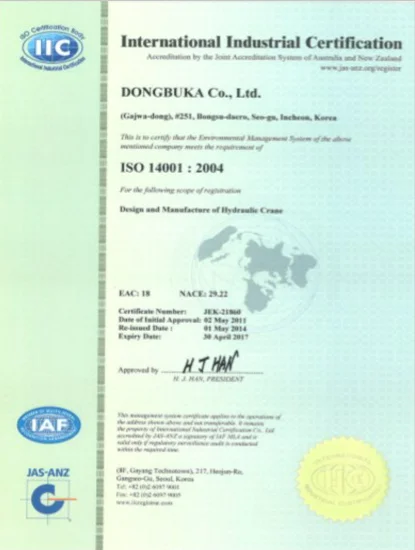 ISO Certification Body
IIC
International Industrial Certification
International Industrial Certification
Accreditation by the Joint Accreditation System of Australia and New Zealand
www.jas-anz.org/register
DONGBUKA Co., Ltd.
(Gajwa-dong), #251, Bongsu-daero, Seo-gu, Incheon, Korea
This is to certify that the Environmental Management System of the above
mentioned company meets the requirement of
ISO 14001 : 2004
For the following scope of registration
Design and Manufacture of Hydraulic Crane
EAC: 18 NACE: 29.22
Certificate Number: JEK-21860
Date of Initial Approval: 02 May 2011
Re-issued Date : 01 May 2014
Expiry Date: 30 April 2017
Approved by H J HAN
H. J. HAN, PRESIDENT
This management system certificate applies to the operations of
the address shown above and not transferable. It remains
the property of International Industrial Certification Co., Ltd.
accredited by JAS-ANZ a signatory of IAF MLA and is
valid only if regulatory surveillance audit is conducted
within the required time.
IAF
JAS-ANZ
(8F, Gayang Technotown), 217, Heojun-Ro,
Gangseo-Gu, Seoul, Korea
Tel: +82 (0)2 6097 9001
Fax: +82 (0)2 6097 9005